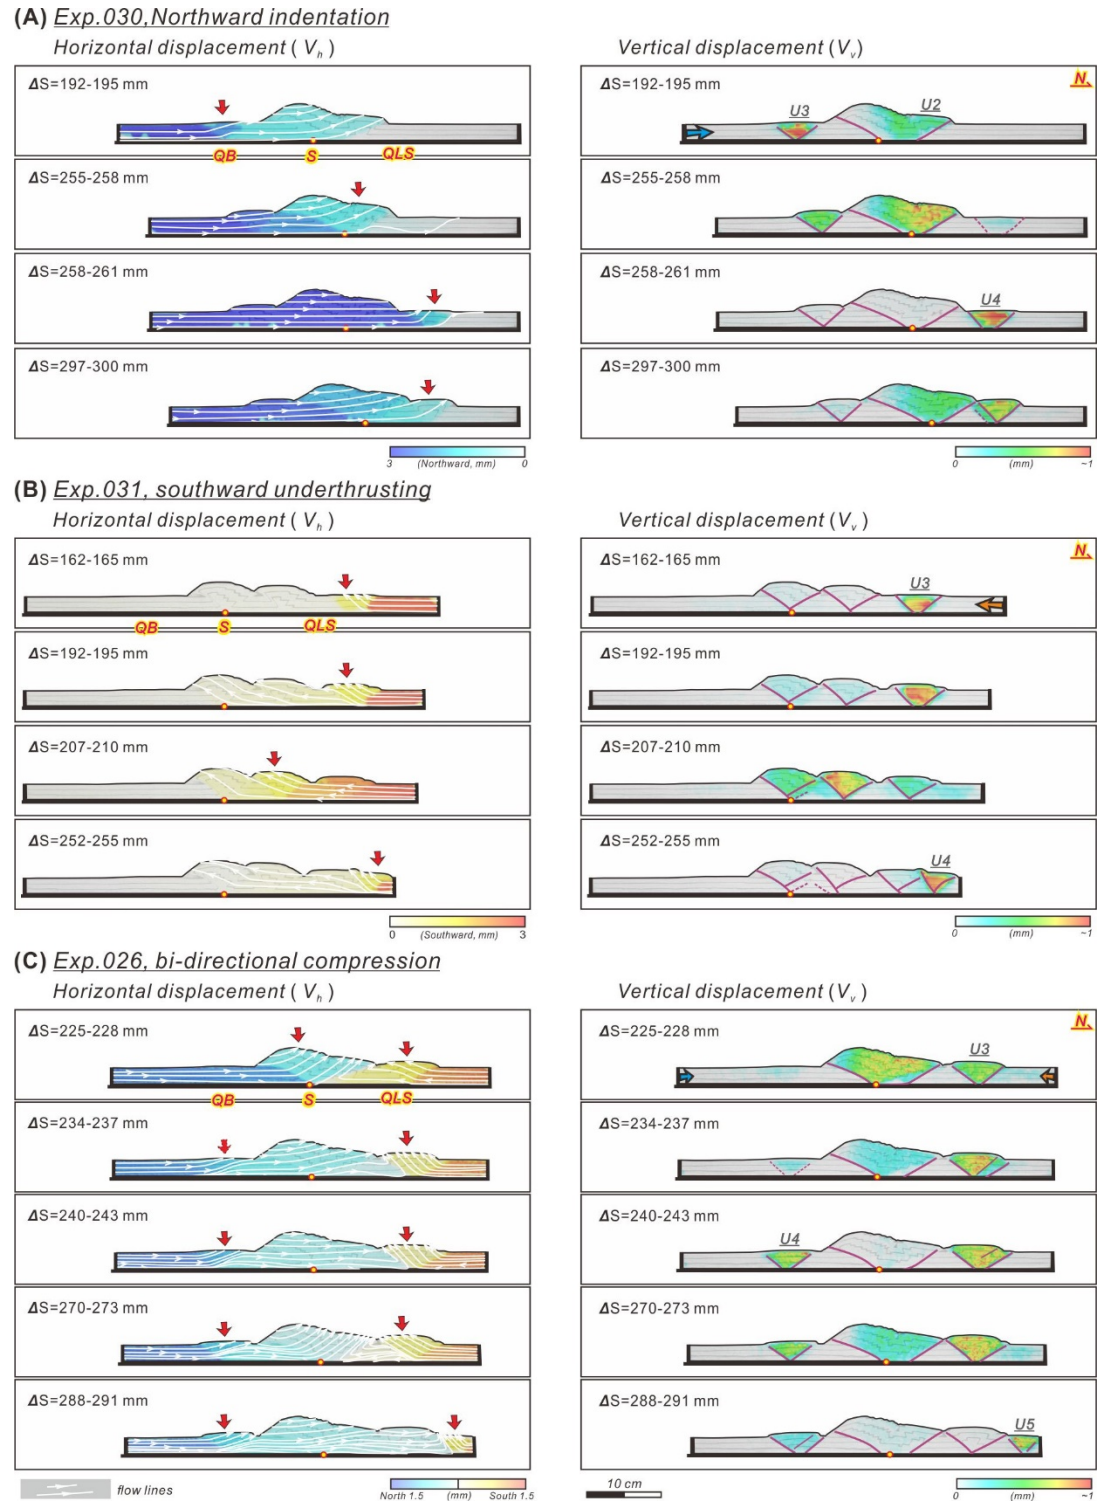 (A) Exp.030,Northward indentation
Horizontal displacement ( Vh )
Vertical displacement (Vv)
ΔS=192-195 mm
QB
S
QLS
ΔS=192-195 mm
N
U3
U2
ΔS=255-258 mm
ΔS=255-258 mm
ΔS=258-261 mm
ΔS=258-261 mm
U4
ΔS=297-300 mm
ΔS=297-300 mm
3 (Northward, mm) 0
0 (mm) ~1
(B) Exp.031, southward underthrusting
Horizontal displacement ( Vh )
Vertical displacement (Vv)
ΔS=162-165 mm
QB
S
QLS
ΔS=162-165 mm
N
U3
ΔS=192-195 mm
ΔS=192-195 mm
ΔS=207-210 mm
ΔS=207-210 mm
ΔS=252-255 mm
ΔS=252-255 mm
U4
0 (Southward, mm) 3
0 (mm) ~1
(C) Exp.026, bi-directional compression
Horizontal displacement ( Vh )
Vertical displacement (Vv )
ΔS=225-228 mm
QB
S
QLS
ΔS=225-228 mm
N
U3
ΔS=234-237 mm
ΔS=234-237 mm
ΔS=240-243 mm
ΔS=240-243 mm
U4
ΔS=270-273 mm
ΔS=270-273 mm
ΔS=288-291 mm
ΔS=288-291 mm
U5
flow lines
North 1.5 (mm) South 1.5
10 cm
0 (mm) ~1